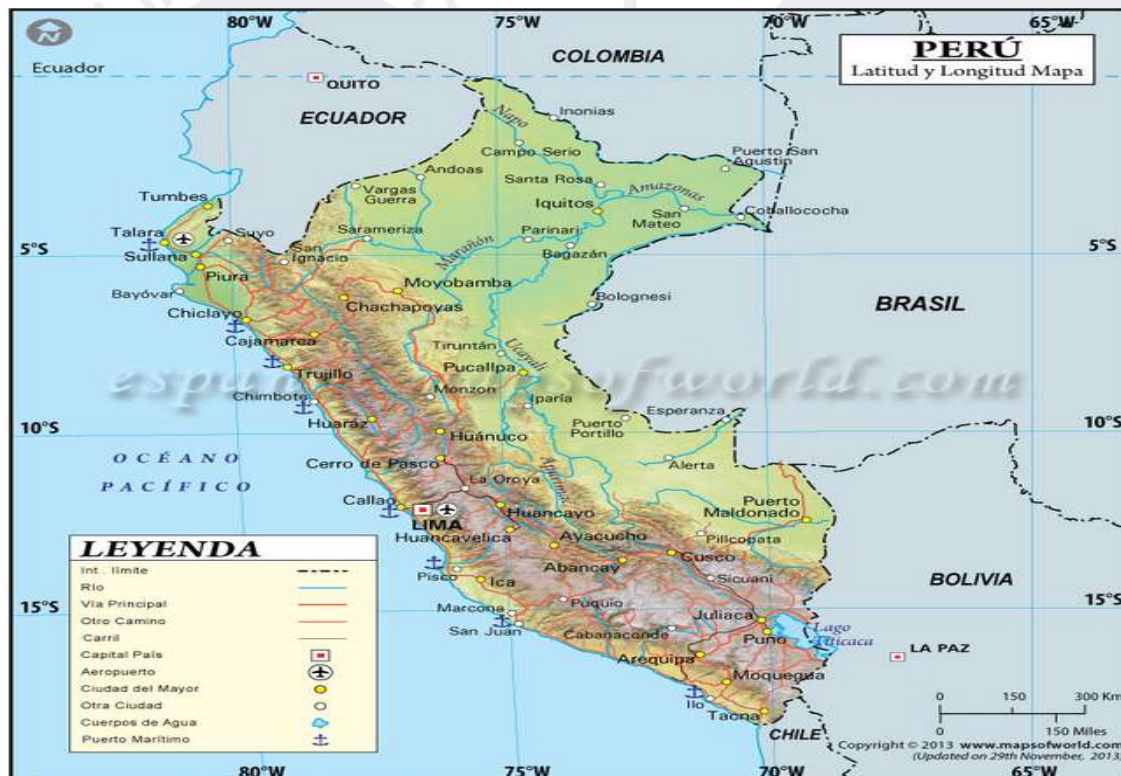 80°W
75°W
70°W
65°W
Ecuador
COLOMBIA
PERÚ
Latitud y Longitud Mapa
QUITO
ECUADOR
Napo
Inonias
Campo Serio
Puerto San
Agustin
Andoas
Vargas
Guerra
Santa Rosa
Amazonas
Tumbes
Iquitos
San
Mateo
Coballococha
Talara
Suyo
Sarameriza
Parinari
Marañón
Bagazán
5°S
5°S
Sullana
San
Ignacio
Piura
Bayóvar
Moyobamba
Chachapoyas
Bolognesi
BRASIL
Chiclayo
Cajamarca
Tiruntán
Ucayali
Trujillo
Pucallpa
Monzon
Chimbote
Iparía
Esperanza
Huaráz
Puerto
Portillo
10°S
10°S
Huánuco
OCÉANO
PACÍFICO
Cerro de Pasco
Alerta
La Oroya
Apurimac
Callao
LIMA
Huancayo
Puerto
Maldonado
Huancavelica
Ayacucho
Pillcopata
Abancay
Cusco
Pisco
Ica
Sicuani
BOLIVIA
15°S
15°S
Marcona
Puquio
Juliaca
San Juan
Cabanaconde
Puno
Lago
Titicaca
Arequipa
LA PAZ
Moquegua
Ilo
Tacna
CHILE
LEYENDA
Int. límite
Río
Vía Principal
Otro Camino
Carril
Capital País
Aeropuerto
Ciudad del Mayor
Otra Ciudad
Cuerpos de Agua
Puerto Marítimo
0 150 300 Km
0 150 Miles
Copyright © 2013 www.mapsofworld.com
(Updated on 29th November, 2013)
80°W
75°W
70°W
65°W